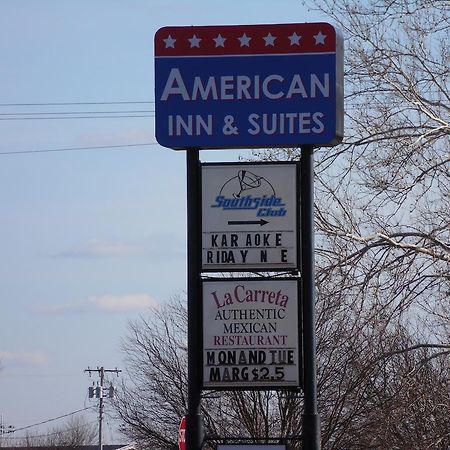 AMERICAN
INN & SUITES
Southside
Club
KAR AOKE
RIDAY N E
La Carreta
AUTHENTIC
MEXICAN
RESTAURANT
MON AND TUE
MARG $2.5